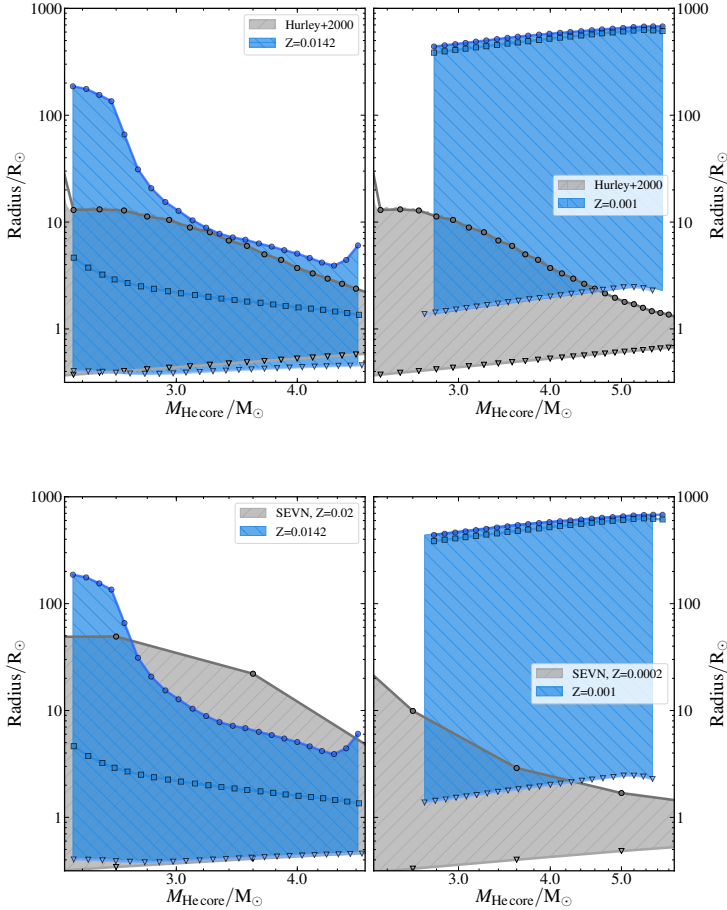 Hurley+2000
Z=0.0142
Radius/R⊙
1000
100
10
1
3.0
4.0
M_He core/M⊙
Hurley+2000
Z=0.001
Radius/R⊙
1000
100
10
1
3.0
4.0
5.0
M_He core/M⊙
SEVN, Z=0.02
Z=0.0142
Radius/R⊙
1000
100
10
1
3.0
4.0
M_He core/M⊙
SEVN, Z=0.0002
Z=0.001
Radius/R⊙
1000
100
10
1
3.0
4.0
5.0
M_He core/M⊙